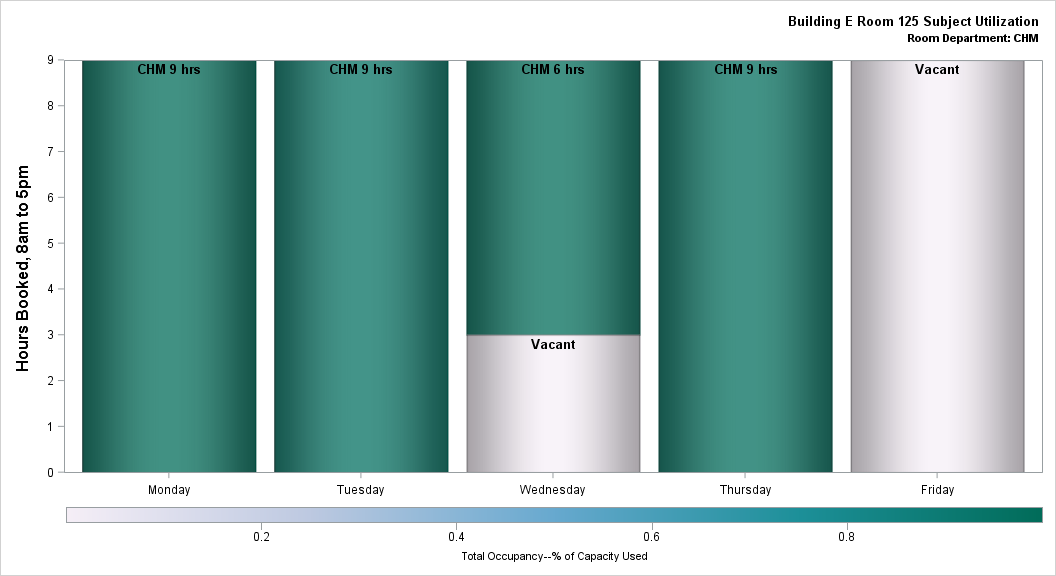 Building E Room 125 Subject Utilization
Room Department: CHM
Hours Booked, 8am to 5pm
9
8
7
6
5
4
3
2
1
0
CHM 9 hrs
CHM 9 hrs
CHM 6 hrs
CHM 9 hrs
Vacant
Vacant
Monday
Tuesday
Wednesday
Thursday
Friday
0.2
0.4
0.6
0.8
Total Occupancy--% of Capacity Used